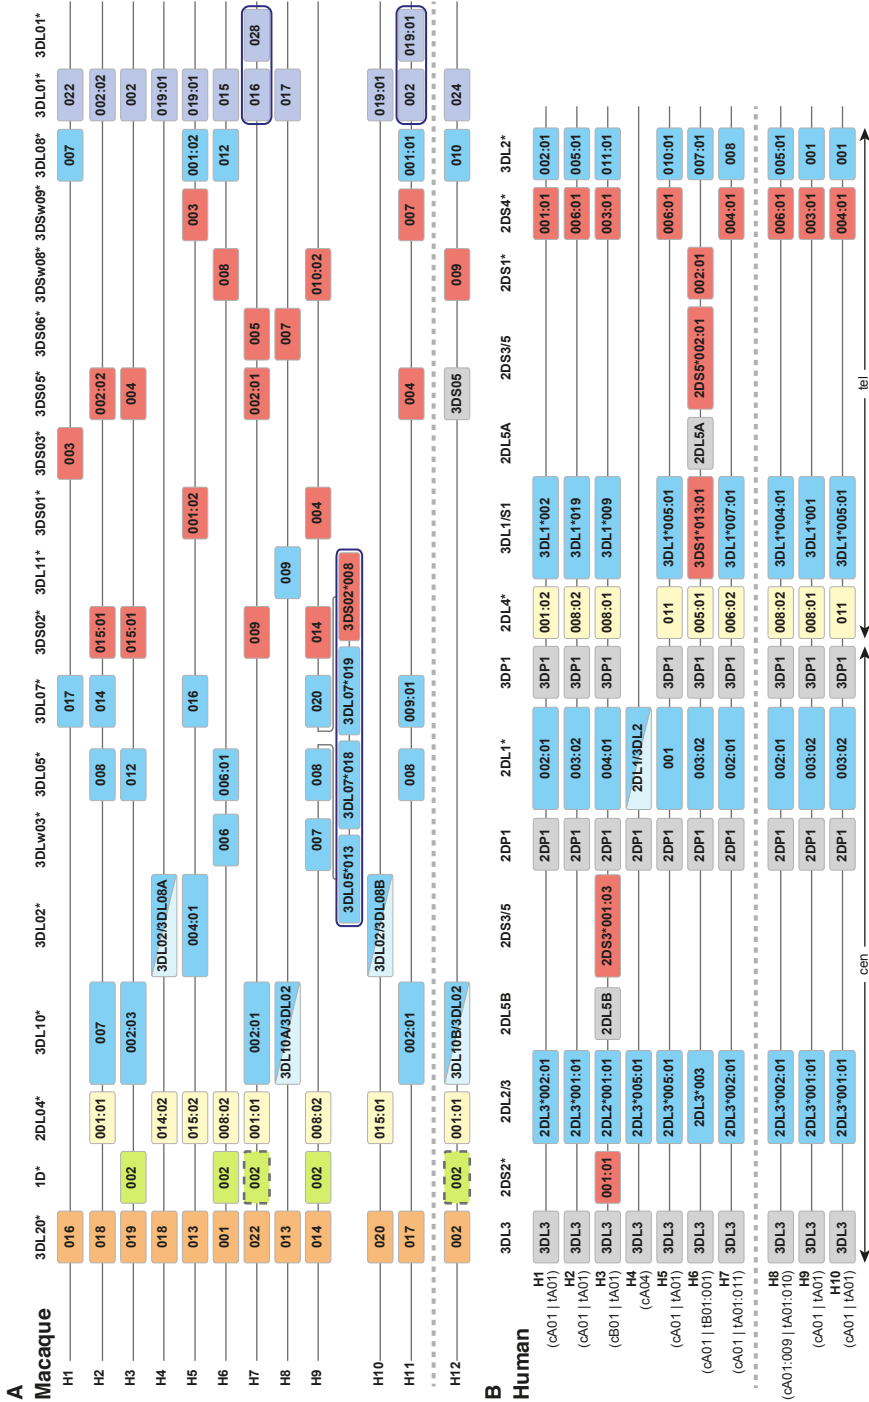 A
Macaque
3DL20* 1D* 2DL04* 3DL10* 3DL02* 3DLw03* 3DL05* 3DL07* 3DS02* 3DL11* 3DS01* 3DS03* 3DS05* 3DS06* 3DSw08* 3DSw09* 3DL08* 3DL01* 3DL01*
H1 016 017 003 007 022
H2 018 001:01 007 008 014 015:01 002:02 002:02
H3 019 002 002:03 012 015:01 004 002
H4 018 014:02 3DL02/3DL08A 019:01
H5 013 015:02 004:01 016 001:02 003 001:02 019:01
H6 001 002 008:02 006 006:01 008 012 015
H7 022 002 001:01 002:01 009 002:01 005 016 028
H8 013 3DL10A/3DL02 009 007 017
H9 014 002 008:02 007 008 020 014 004 010:02
3DL05*013 3DL07*018 3DL07*019 3DS02*008
H10 020 015:01 3DL02/3DL08B 019:01
H11 017 002:01 008 009:01 004 007 001:01 002 019:01
H12 002 002 001:01 3DL10B/3DL02 3DS05 009 010 024
B
Human
3DL3 2DS2* 2DL2/3 2DL5B 2DS3/5 2DP1 2DL1* 3DP1 2DL4* 3DL1/S1 2DL5A 2DS3/5 2DS1* 2DS4* 3DL2*
H1 3DL3 2DL3*002:01 2DP1 002:01 3DP1 001:02 3DL1*002 001:01 002:01
(cA01 | tA01)
H2 3DL3 2DL3*001:01 2DP1 003:02 3DP1 008:02 3DL1*019 006:01 005:01
(cA01 | tA01)
H3 3DL3 001:01 2DL2*001:01 2DL5B 2DS3*001:03 2DP1 004:01 3DP1 008:01 3DL1*009 003:01 011:01
(cB01 | tA01)
H4 3DL3 2DL3*005:01 2DP1 2DL1/3DL2
(cA04)
H5 3DL3 2DL3*005:01 2DP1 001 3DP1 011 3DL1*005:01 006:01 010:01
(cA01 | tA01)
H6 3DL3 2DL3*003 2DP1 003:02 3DP1 005:01 3DS1*013:01 2DL5A 2DS5*002:01 002:01 007:01
(cA01 | tB01:001)
H7 3DL3 2DL3*002:01 2DP1 002:01 3DP1 006:02 3DL1*007:01 004:01 008
(cA01 | tA01:011)
H8 3DL3 2DL3*002:01 2DP1 002:01 3DP1 008:02 3DL1*004:01 006:01 005:01
(cA01:009 | tA01:010)
H9 3DL3 2DL3*001:01 2DP1 003:02 3DP1 008:01 3DL1*001 003:01 001
(cA01 | tA01)
H10 3DL3 2DL3*001:01 2DP1 003:02 3DP1 011 3DL1*005:01 004:01 001
(cA01 | tA01)
cen tel